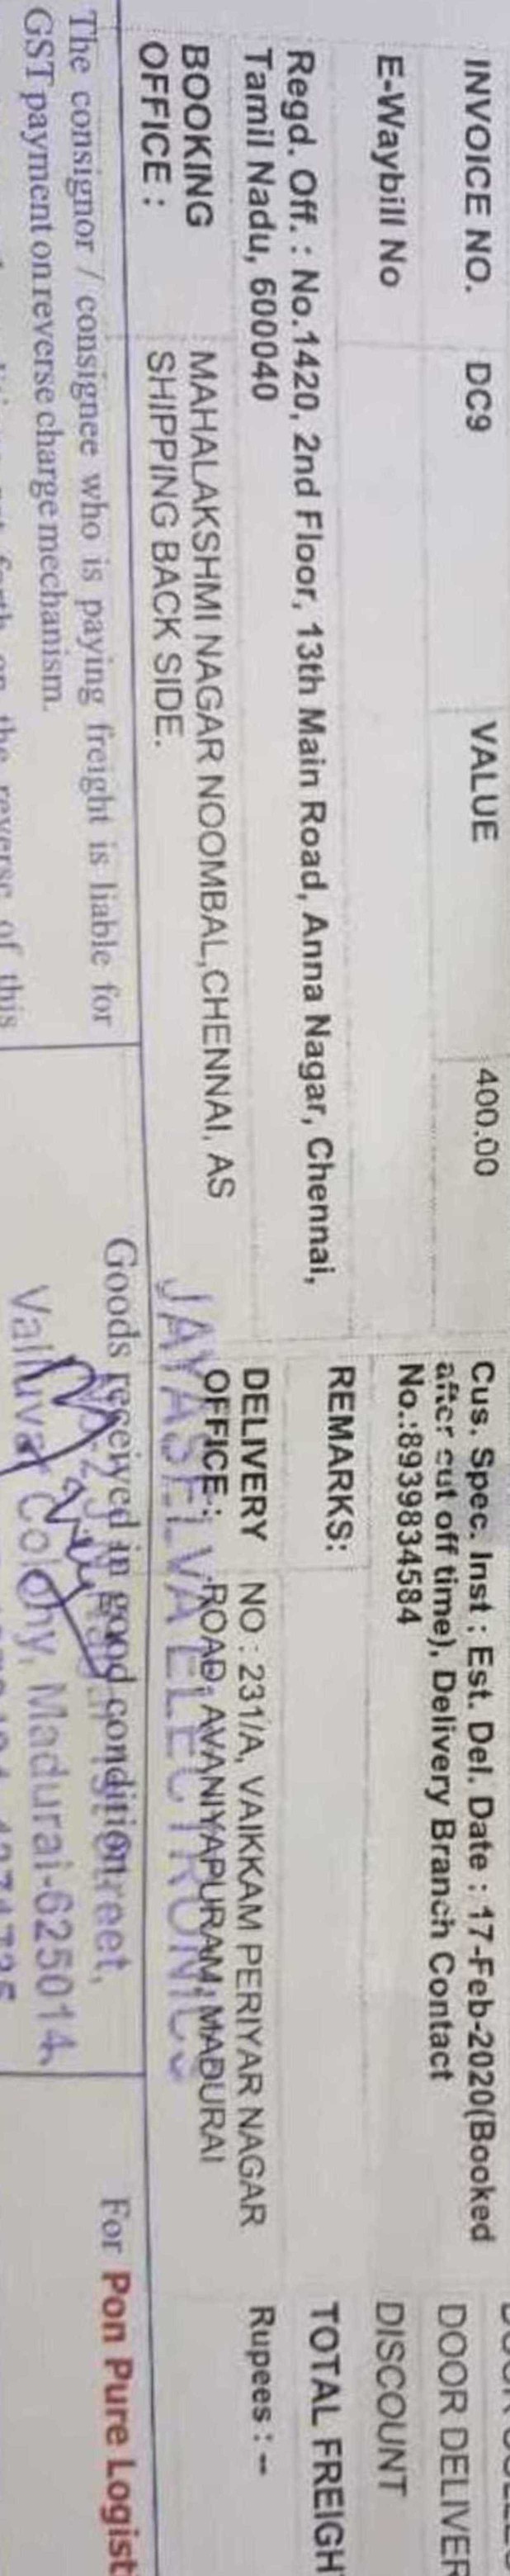 INVOICE NO. DC9 VALUE 400.00
E-Waybill No
Regd. Off. : No.1420, 2nd Floor, 13th Main Road, Anna Nagar, Chennai,
Tamil Nadu, 600040
BOOKING OFFICE : MAHALAKSHMI NAGAR NOOMBAL,CHENNAI, AS
SHIPPING BACK SIDE.
The consignor / consignee who is paying freight is liable for
GST payment on reverse charge mechanism.
the reverse of this
Cus. Spec. Inst : Est. Del. Date : 17-Feb-2020(Booked
after cut off time), Delivery Branch Contact
No.:8939834584
REMARKS:
DELIVERY OFFICE : NO : 231/A, VAIKKAM PERIYAR NAGAR
ROAD, AVANIYAPURAM, MADURAI
JAYASELVA ELECTRONICS
Goods received in good condition
Street,
Valluvar Colony, Madurai-625014.
DOOR DELIVER
DISCOUNT
TOTAL FREIGH
Rupees : --
For Pon Pure Logist